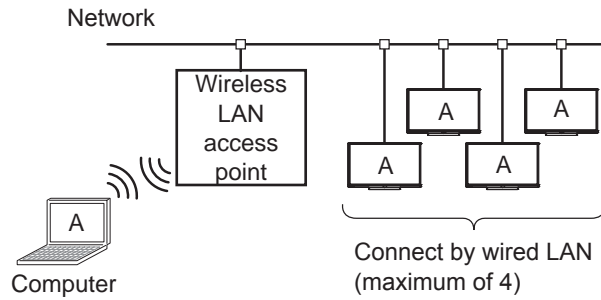 Network
Wireless
LAN
access
point
A
A
A
A
A
Computer
Connect by wired LAN
(maximum of 4)